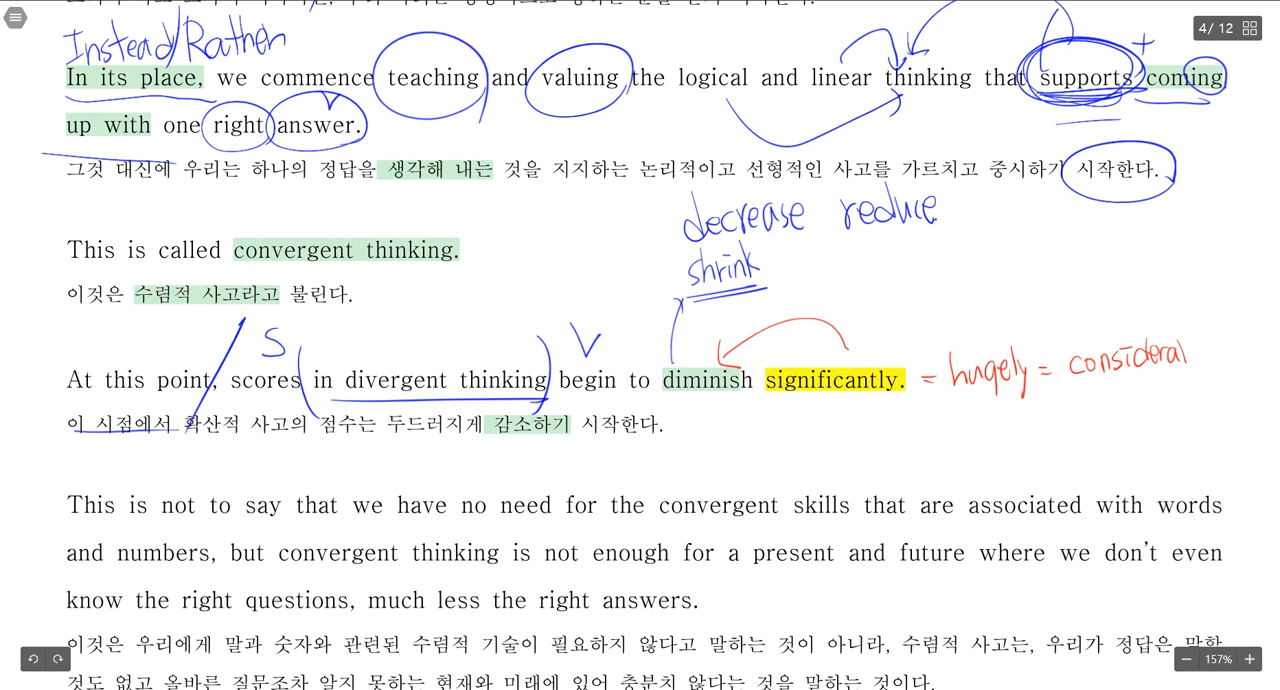 4 / 12
Instead/Rather
In its place, we commence teaching and valuing the logical and linear thinking that supports coming
up with one right answer.
그것 대신에 우리는 하나의 정답을 생각해 내는 것을 지지하는 논리적이고 선형적인 사고를 가르치고 중시하기 시작한다.
decrease reduce
shrink
This is called convergent thinking.
이것은 수렴적 사고라고 불린다.
S V
At this point, scores in divergent thinking begin to diminish significantly. = hugely = consideral
이 시점에서 확산적 사고의 점수는 두드러지게 감소하기 시작한다.
This is not to say that we have no need for the convergent skills that are associated with words
and numbers, but convergent thinking is not enough for a present and future where we don't even
know the right questions, much less the right answers.
이것은 우리에게 말과 숫자와 관련된 수렴적 기술이 필요하지 않다고 말하는 것이 아니라, 수렴적 사고는, 우리가 정답은 말할
것도 없고 올바른 질문조차 알지 못하는 현재와 미래에 있어 충분치 않다는 것을 말하는 것이다.
157%